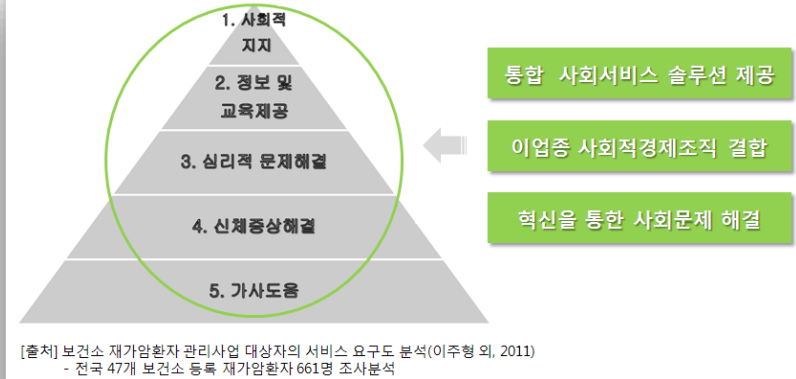 1. 사회적
지지
2. 정보 및
교육제공
3. 심리적 문제해결
4. 신체증상해결
5. 가사도움
통합 사회서비스 솔루션 제공
이업종 사회적경제조직 결합
혁신을 통한 사회문제 해결
[출처] 보건소 재가암환자 관리사업 대상자의 서비스 요구도 분석(이주형 외, 2011)
- 전국 47개 보건소 등록 재가암환자 661명 조사분석